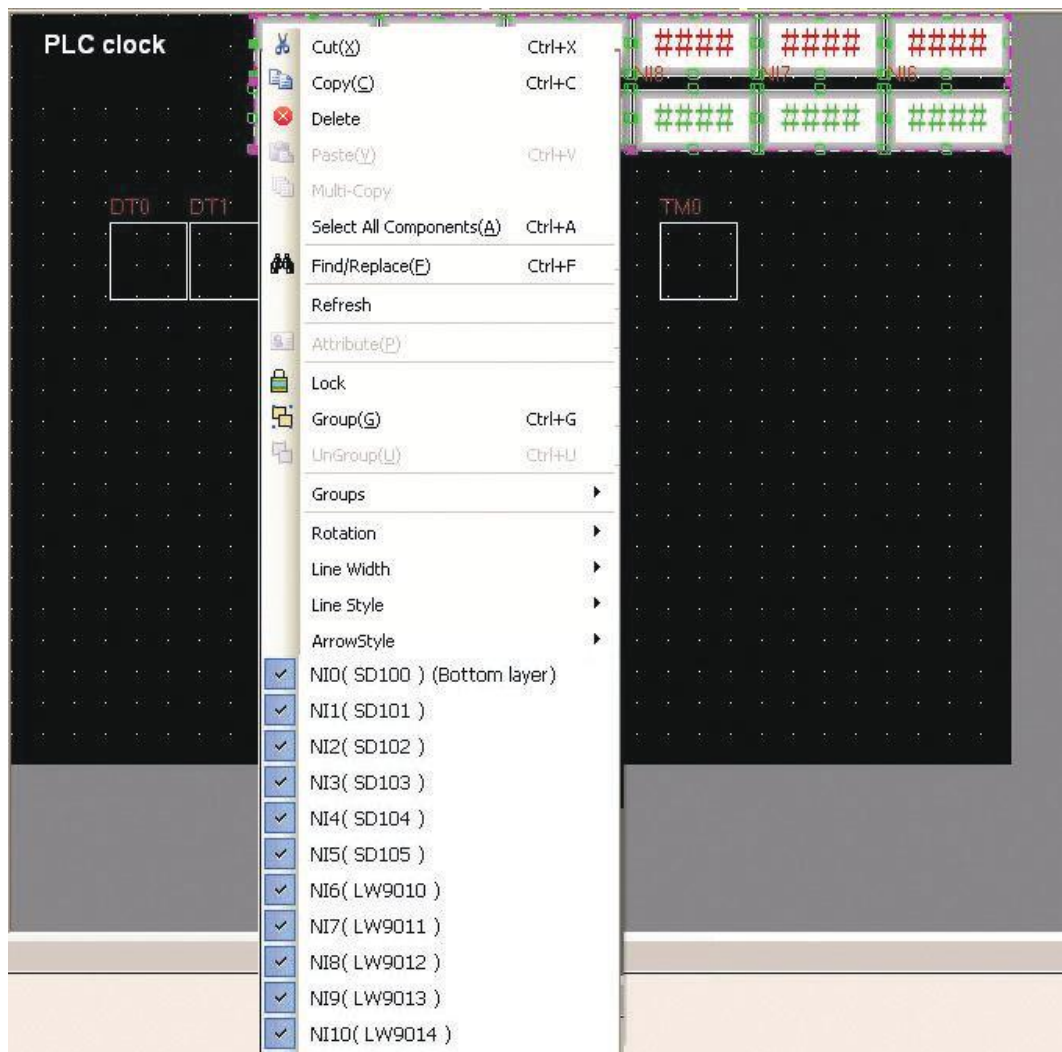 PLC clock
#### #### ####
NI8 NI7 NI6
#### #### ####
DT0 DT1
TM0
Cut(X) Ctrl+X
Copy(C) Ctrl+C
Delete
Paste(V) Ctrl+V
Multi-Copy
Select All Components(A) Ctrl+A
Find/Replace(F) Ctrl+F
Refresh
Attribute(P)
Lock
Group(G) Ctrl+G
UnGroup(U) Ctrl+U
Groups
Rotation
Line Width
Line Style
ArrowStyle
NI0( SD100 ) (Bottom layer)
NI1( SD101 )
NI2( SD102 )
NI3( SD103 )
NI4( SD104 )
NI5( SD105 )
NI6( LW9010 )
NI7( LW9011 )
NI8( LW9012 )
NI9( LW9013 )
NI10( LW9014 )